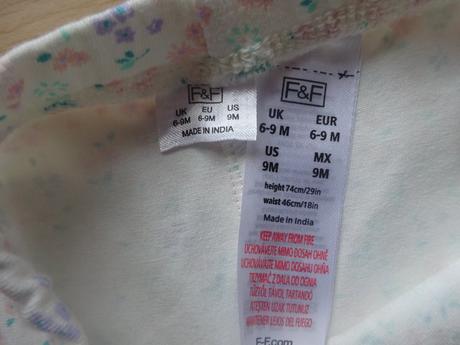 F&F
UK EU US
6-9M 6-9M 9M
MADE IN INDIA
F&F
UK EUR
6-9 M 6-9 M
US MX
9M 9M
height 74cm/29in
waist 46cm/18in
Made in India
KEEP AWAY FROM FIRE
UCHOVÁVEJTE MIMO DOSAH OHNĚ
UCHOVÁVAJTE MIMO DOSAHU OHŇA
TRZYMAĆ Z DALA OD OGNIA
TŰZTŐL TÁVOL TARTANDÓ
ATEŞTEN UZAK TUTUNUZ
MANTENER LEJOS DEL FUEGO
F-F.com